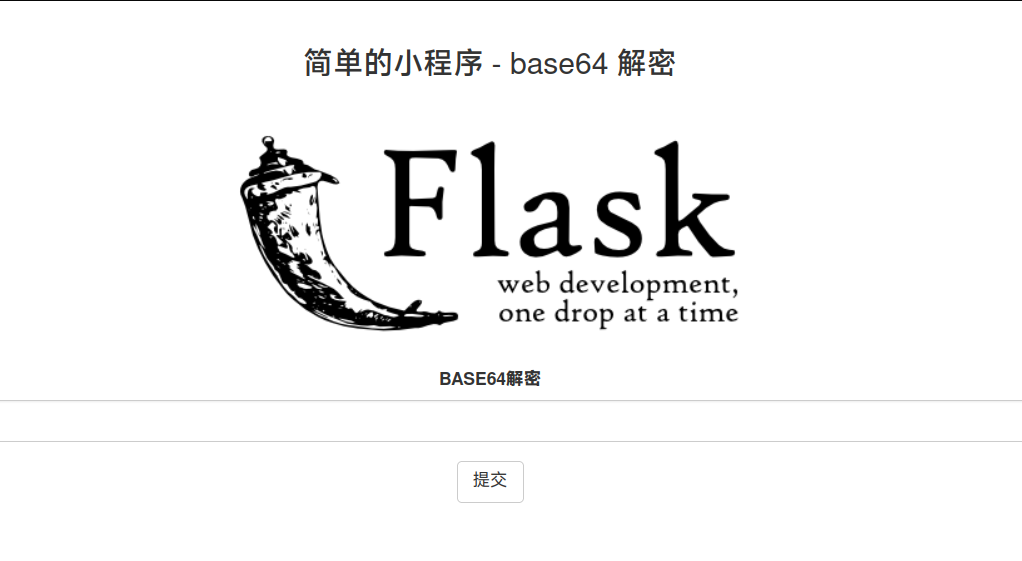 简单的小程序 - base64 解密
Flask
web development,
one drop at a time
BASE64解密
提交